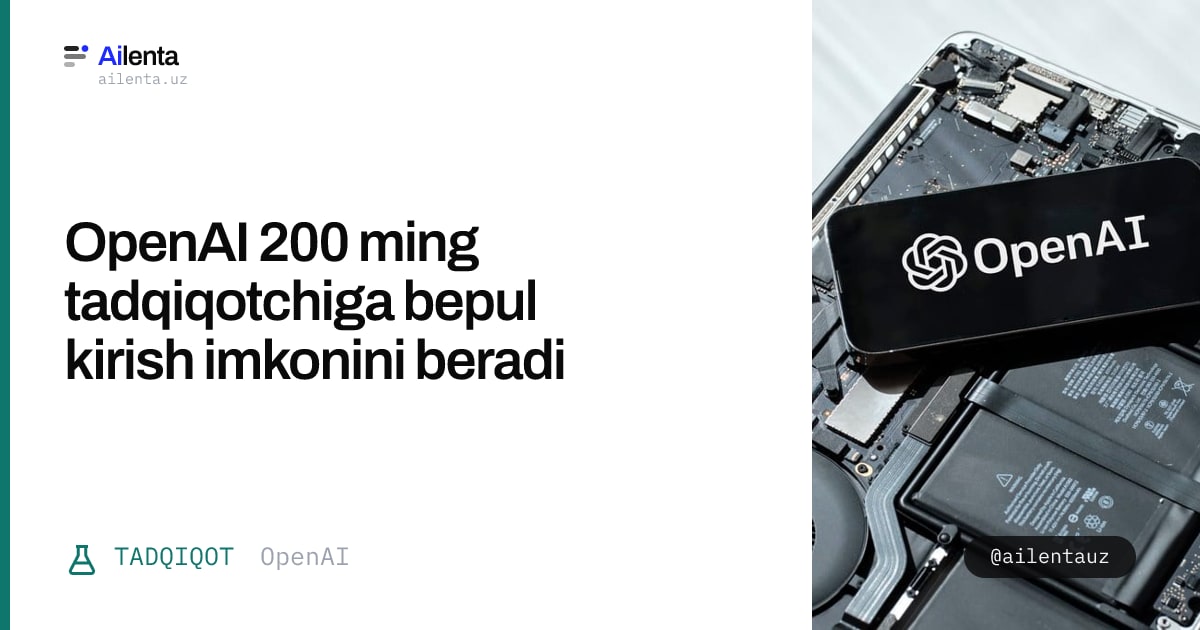 Ailenta
ailenta.uz
OpenAI 200 ming
tadqiqotchiga bepul
kirish imkonini beradi
TADQIQOT OpenAI
OpenAI
@ailentauz